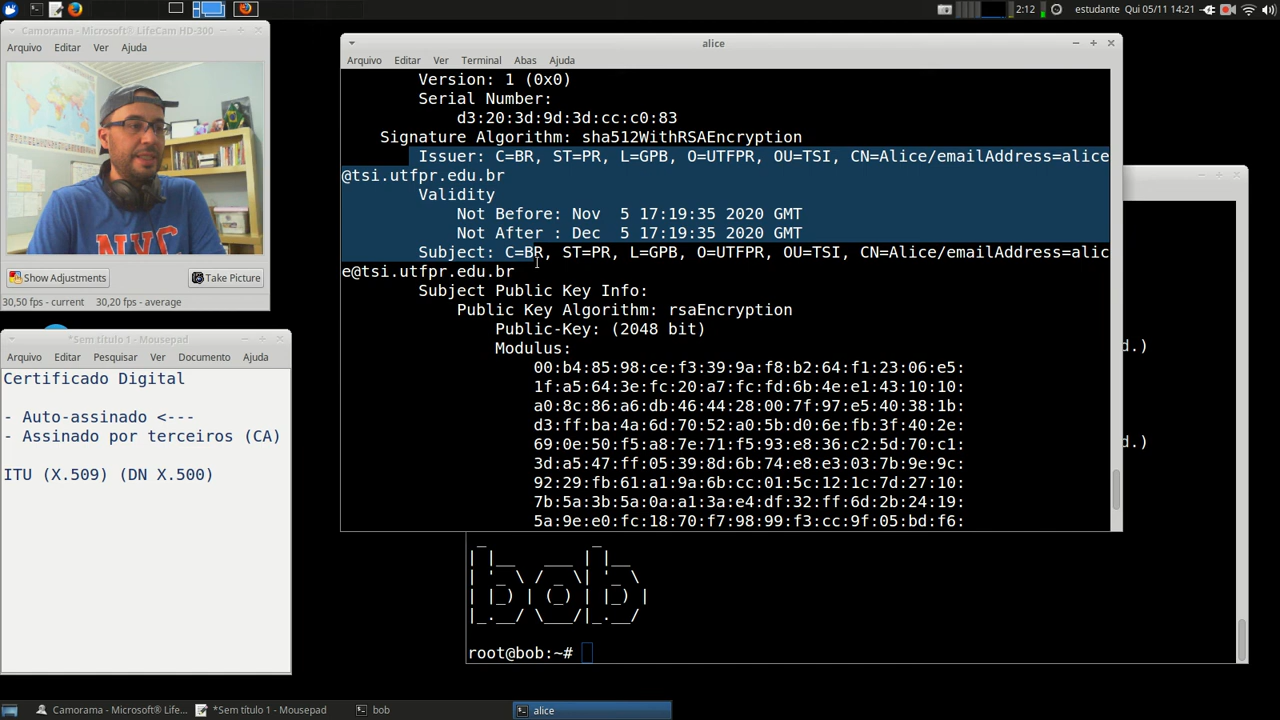 2:12
estudante
Qui 05/11 14:21
Camorama - Microsoft® LifeCam HD-300
Arquivo Editar Ver Ajuda
Show Adjustments
Take Picture
30,50 fps - current
30,20 fps - average
*Sem título 1 - Mousepad
Arquivo Editar Pesquisar Ver Documento Ajuda
Certificado Digital
- Auto-assinado <---
- Assinado por terceiros (CA)
ITU (X.509) (DN X.500)
alice
Arquivo Editar Ver Terminal Abas Ajuda
Version: 1 (0x0)
Serial Number:
d3:20:3d:9d:3d:cc:c0:83
Signature Algorithm: sha512WithRSAEncryption
Issuer: C=BR, ST=PR, L=GPB, O=UTFPR, OU=TSI, CN=Alice/emailAddress=alice
@tsi.utfpr.edu.br
Validity
Not Before: Nov  5 17:19:35 2020 GMT
Not After : Dec  5 17:19:35 2020 GMT
Subject: C=BR, ST=PR, L=GPB, O=UTFPR, OU=TSI, CN=Alice/emailAddress=alic
e@tsi.utfpr.edu.br
Subject Public Key Info:
Public Key Algorithm: rsaEncryption
Public-Key: (2048 bit)
Modulus:
00:b4:85:98:ce:f3:39:9a:f8:b2:64:f1:23:06:e5:
1f:a5:64:3e:fc:20:a7:fc:fd:6b:4e:e1:43:10:10:
a0:8c:86:a6:db:46:44:28:00:7f:97:e5:40:38:1b:
d3:ff:ba:4a:6d:70:52:a0:5b:d0:6e:fb:3f:40:2e:
69:0e:50:f5:a8:7e:71:f5:93:e8:36:c2:5d:70:c1:
3d:a5:47:ff:05:39:8d:6b:74:e8:e3:03:7b:9e:9c:
92:29:fb:61:a1:9a:6b:cc:01:5c:12:1c:7d:27:10:
7b:5a:3b:5a:0a:a1:3a:e4:df:32:ff:6d:2b:24:19:
5a:9e:e0:fc:18:70:f7:98:99:f3:cc:9f:05:bd:f6:
d.)
d.)
bob
root@bob:~#
Camorama - Microsoft® LifeC...
*Sem título 1 - Mousepad
bob
alice